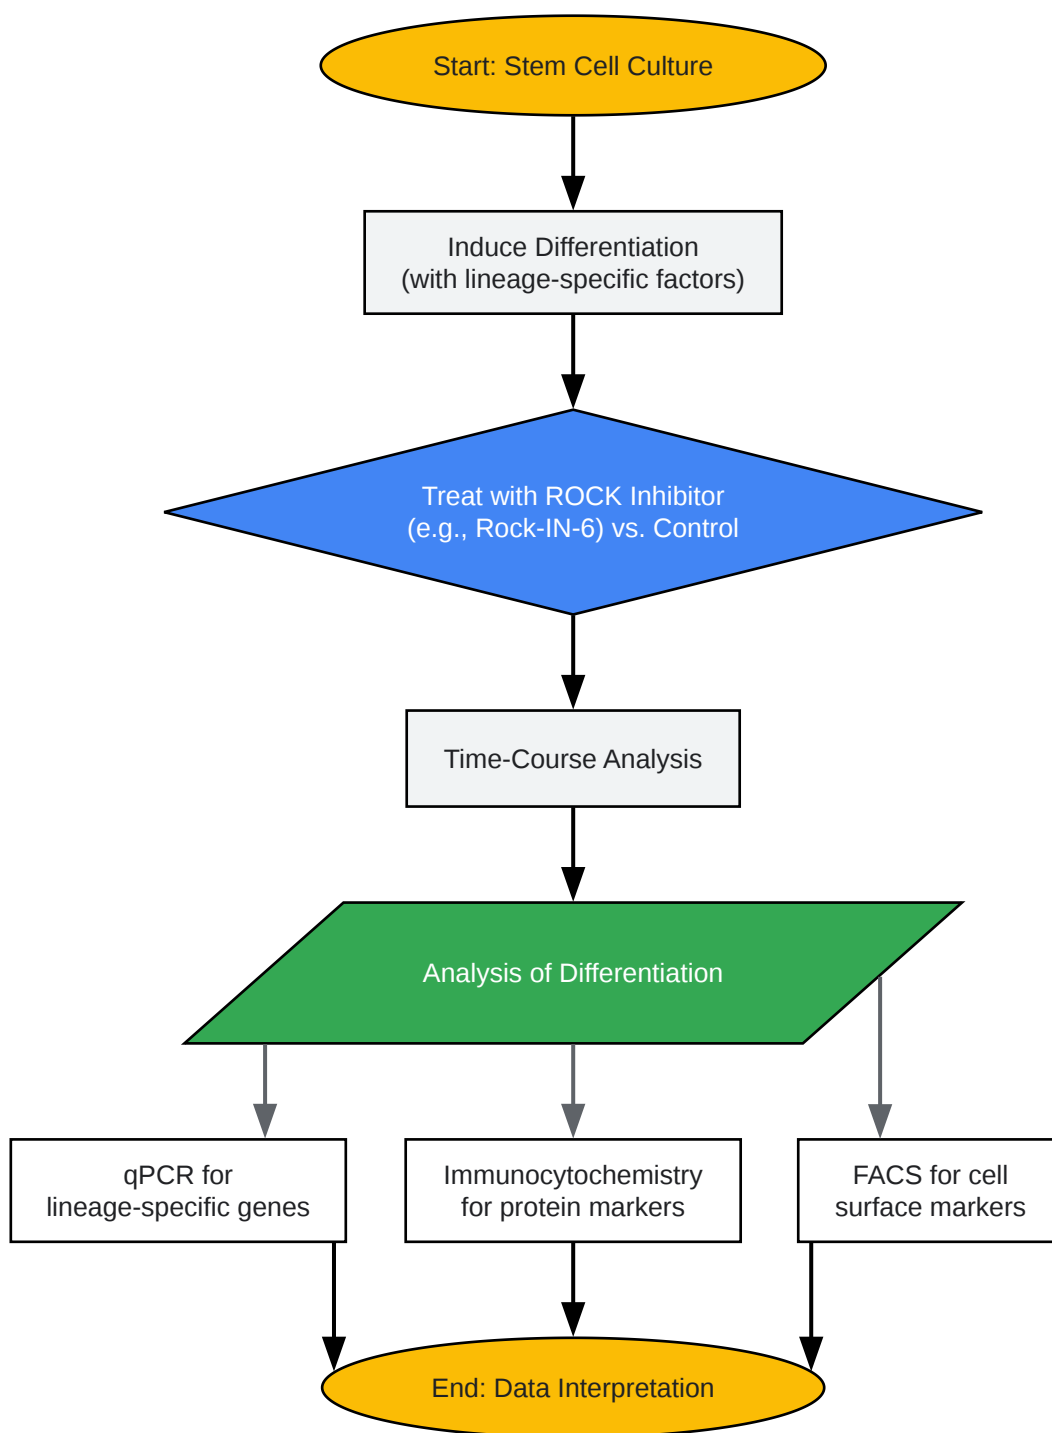 Start: Stem Cell Culture
Induce Differentiation
(with lineage-specific factors)
Treat with ROCK Inhibitor
(e.g., Rock-IN-6) vs. Control
Time-Course Analysis
Analysis of Differentiation
qPCR for
lineage-specific genes
Immunocytochemistry
for protein markers
FACS for cell
surface markers
End: Data Interpretation